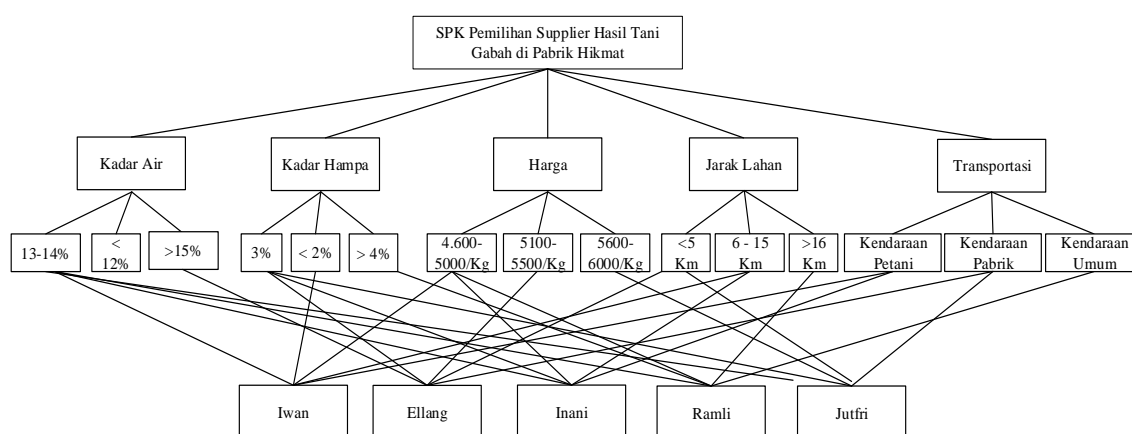 SPK Pemilihan Supplier Hasil Tani
Gabah di Pabrik Hikmat
Kadar Air
Kadar Hampa
Harga
Jarak Lahan
Transportasi
13-14%
<
12%
>15%
3%
< 2%
> 4%
4.600-
5000/Kg
5100-
5500/Kg
5600-
6000/Kg
<5
Km
6 - 15
Km
>16
Km
Kendaraan
Petani
Kendaraan
Pabrik
Kendaraan
Umum
Iwan
Ellang
Inani
Ramli
Jutfri